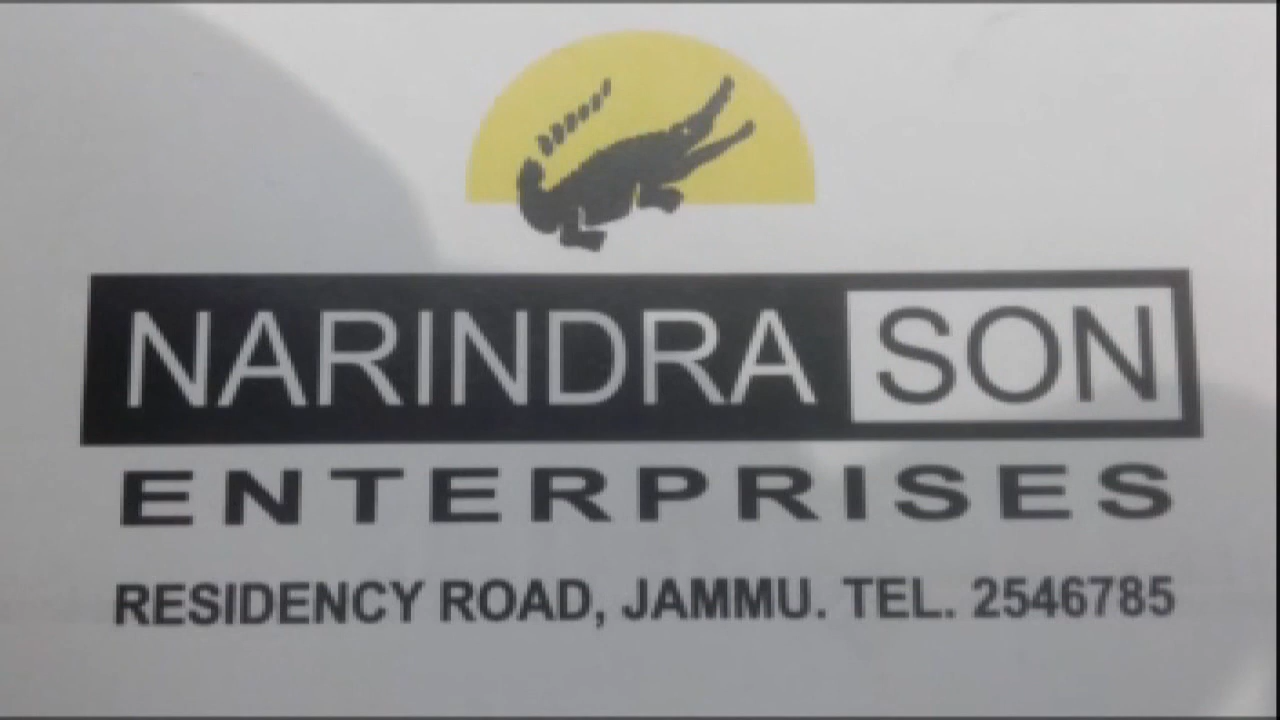 NARINDRA SON
ENTERPRISES
RESIDENCY ROAD, JAMMU. TEL. 2546785